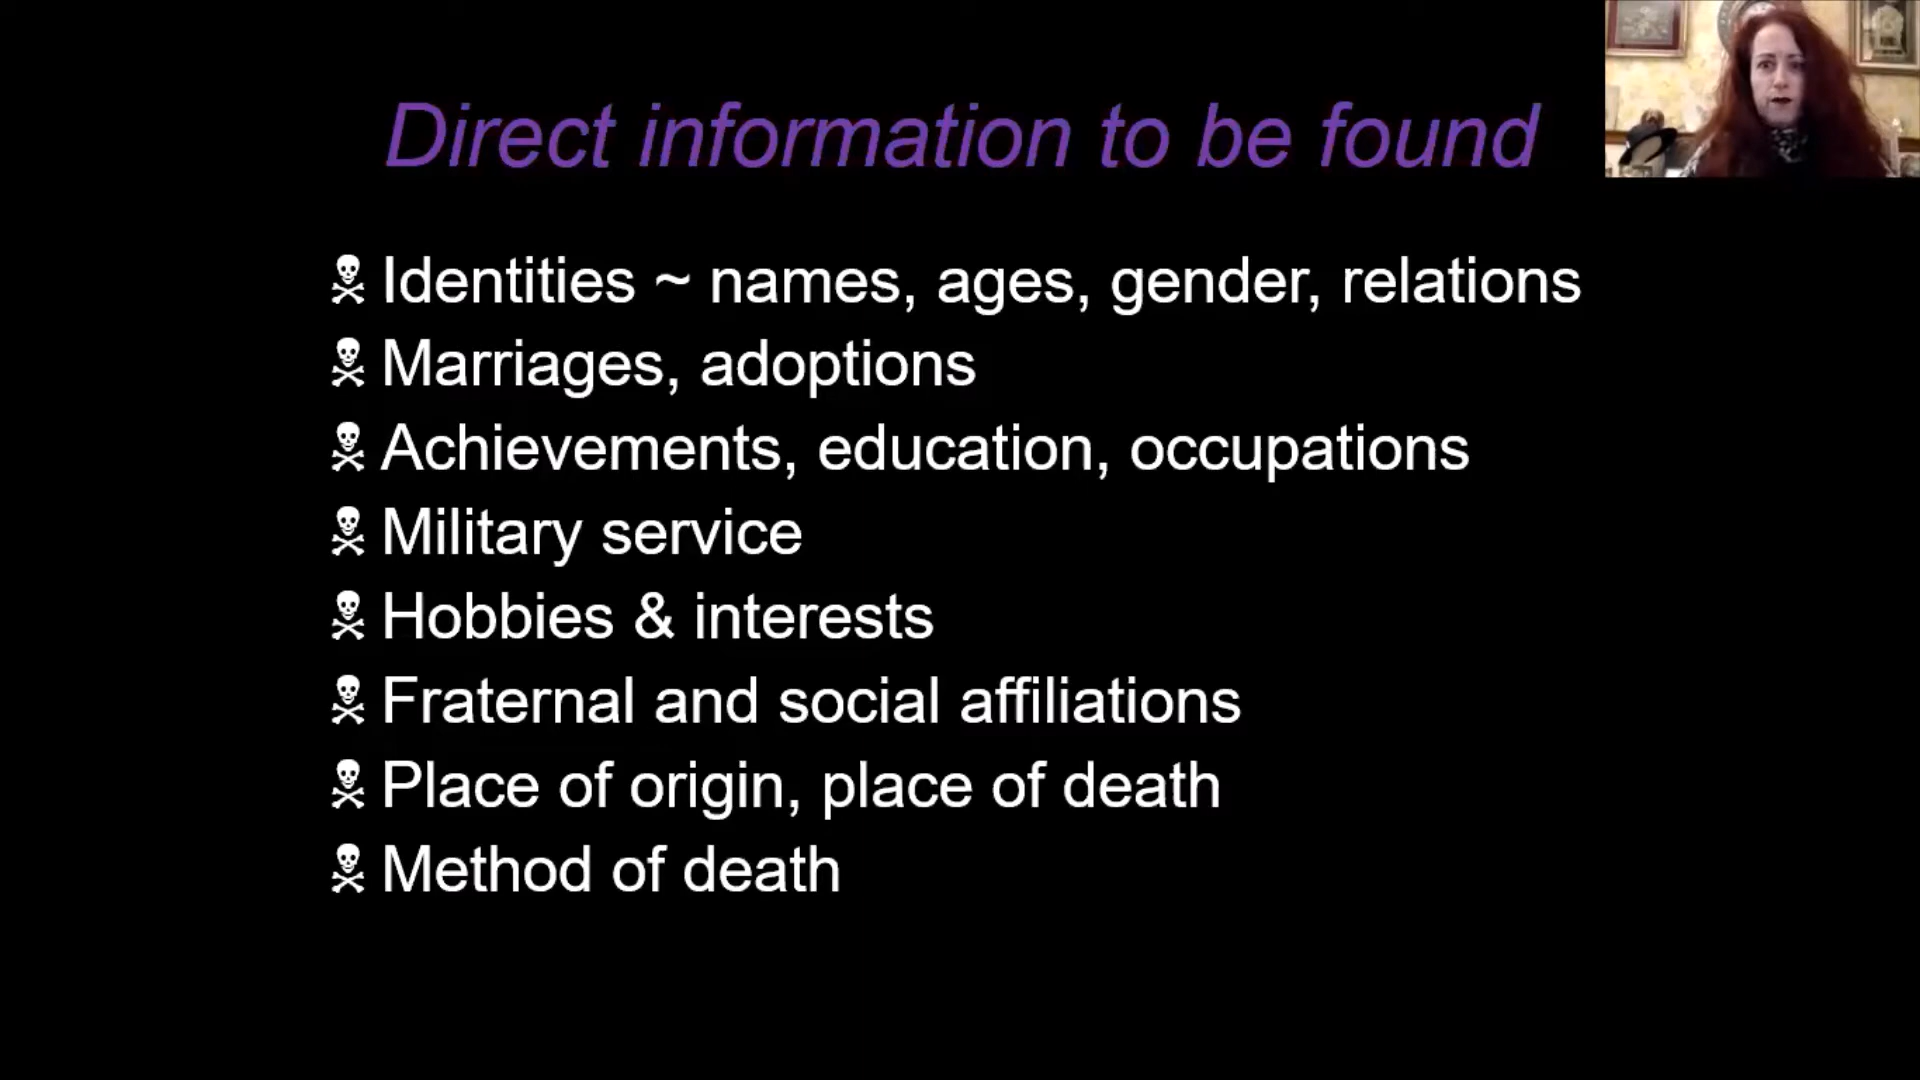 Direct information to be found
☠ Identities ~ names, ages, gender, relations
☠ Marriages, adoptions
☠ Achievements, education, occupations
☠ Military service
☠ Hobbies & interests
☠ Fraternal and social affiliations
☠ Place of origin, place of death
☠ Method of death